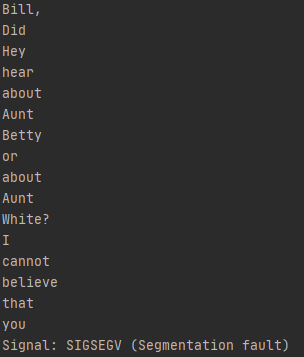 Bill,
Did
Hey
hear
about
Aunt
Betty
or
about
Aunt
White?
I
cannot
believe
that
you
Signal: SIGSEGV (Segmentation fault)